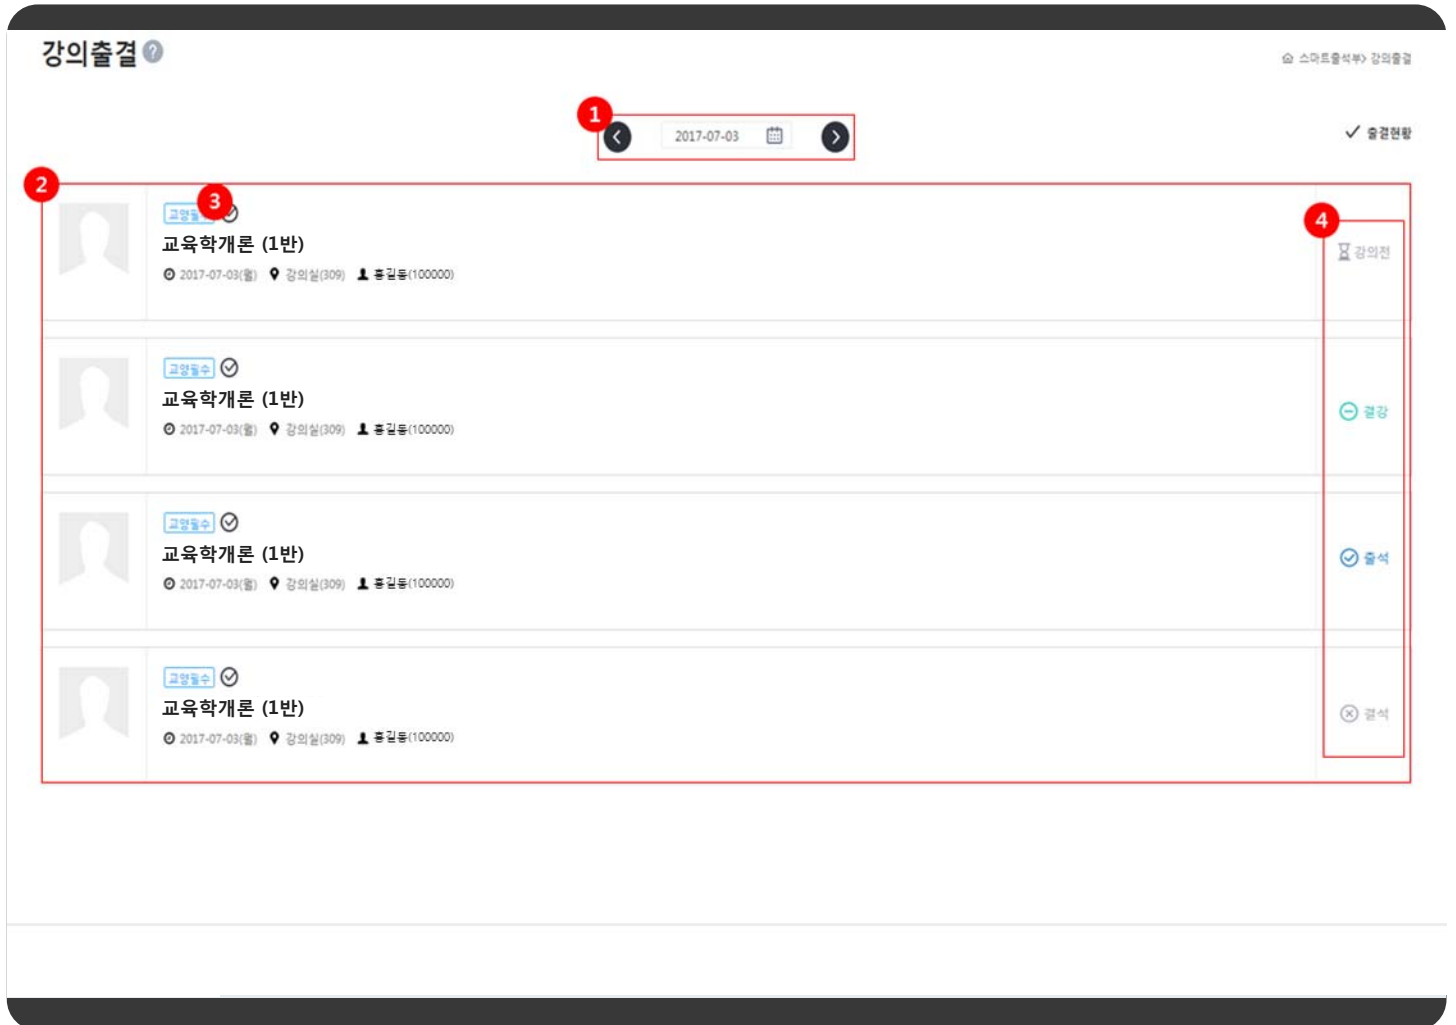 강의출결 ?
스마트출석부> 강의출결
1
2017-07-03
출결현황
2
3
4
교육학개론 (1반)
2017-07-03(월) 강의실(309) 홍길동(100000)
강의전
교양필수
교육학개론 (1반)
2017-07-03(월) 강의실(309) 홍길동(100000)
결강
교양필수
교육학개론 (1반)
2017-07-03(월) 강의실(309) 홍길동(100000)
출석
교양필수
교육학개론 (1반)
2017-07-03(월) 강의실(309) 홍길동(100000)
결석